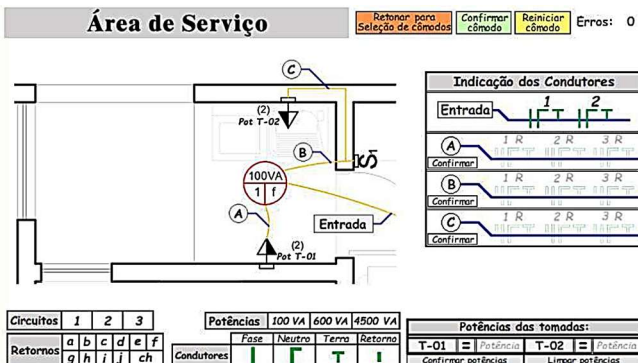 Área de Serviço
Retonar para
Seleção de cômodos
Confirmar
cômodo
Reiniciar
cômodo
Erros: 0
C
(2)
Pot T-02
B
100VA
1 f
A
Entrada
(2)
Pot T-01
Indicação dos Condutores
Entrada 1 2
A 1 R 2 R 3 R
Confirmar
B 1 R 2 R 3 R
Confirmar
C 1 R 2 R 3 R
Confirmar
Circuitos 1 2 3
Retornos a b c d e f
g h i j ch
Potências 100 VA 600 VA 4500 VA
Fase Neutro Terra Retorno
Condutores
Potências das tomadas:
T-01 = Potência T-02 = Potência
Confirmar potências Limpar potências